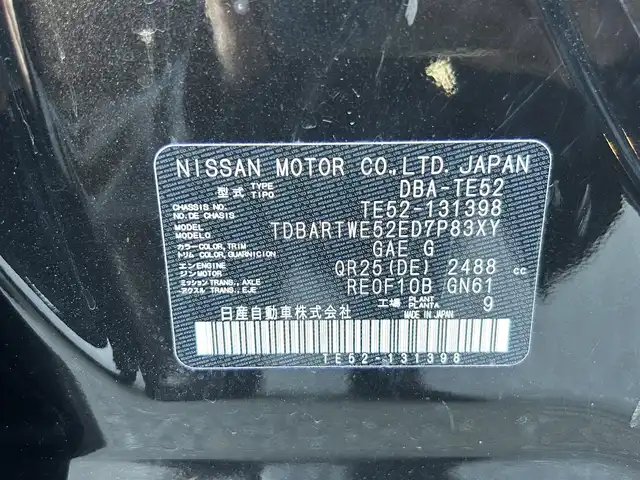 NISSAN MOTOR CO.,LTD. JAPAN
型式 TYPE TIPO DBA-TE52
CHASSIS NO. NO.DE CHASIS TE52-131398
MODEL MODELO TDBARTWE52ED7P83XY
カラー COLOR, TRIM トリム COLOR, GUARNICION GAE G
エンジン ENGINE MOTOR QR25(DE) 2488 cc
ミッション TRANS., AXLE アクスル TRANS., EJE RE0F10B GN61
工場 PLANT PLANTA 9
日産自動車株式会社 MADE IN JAPAN
TE52-131398